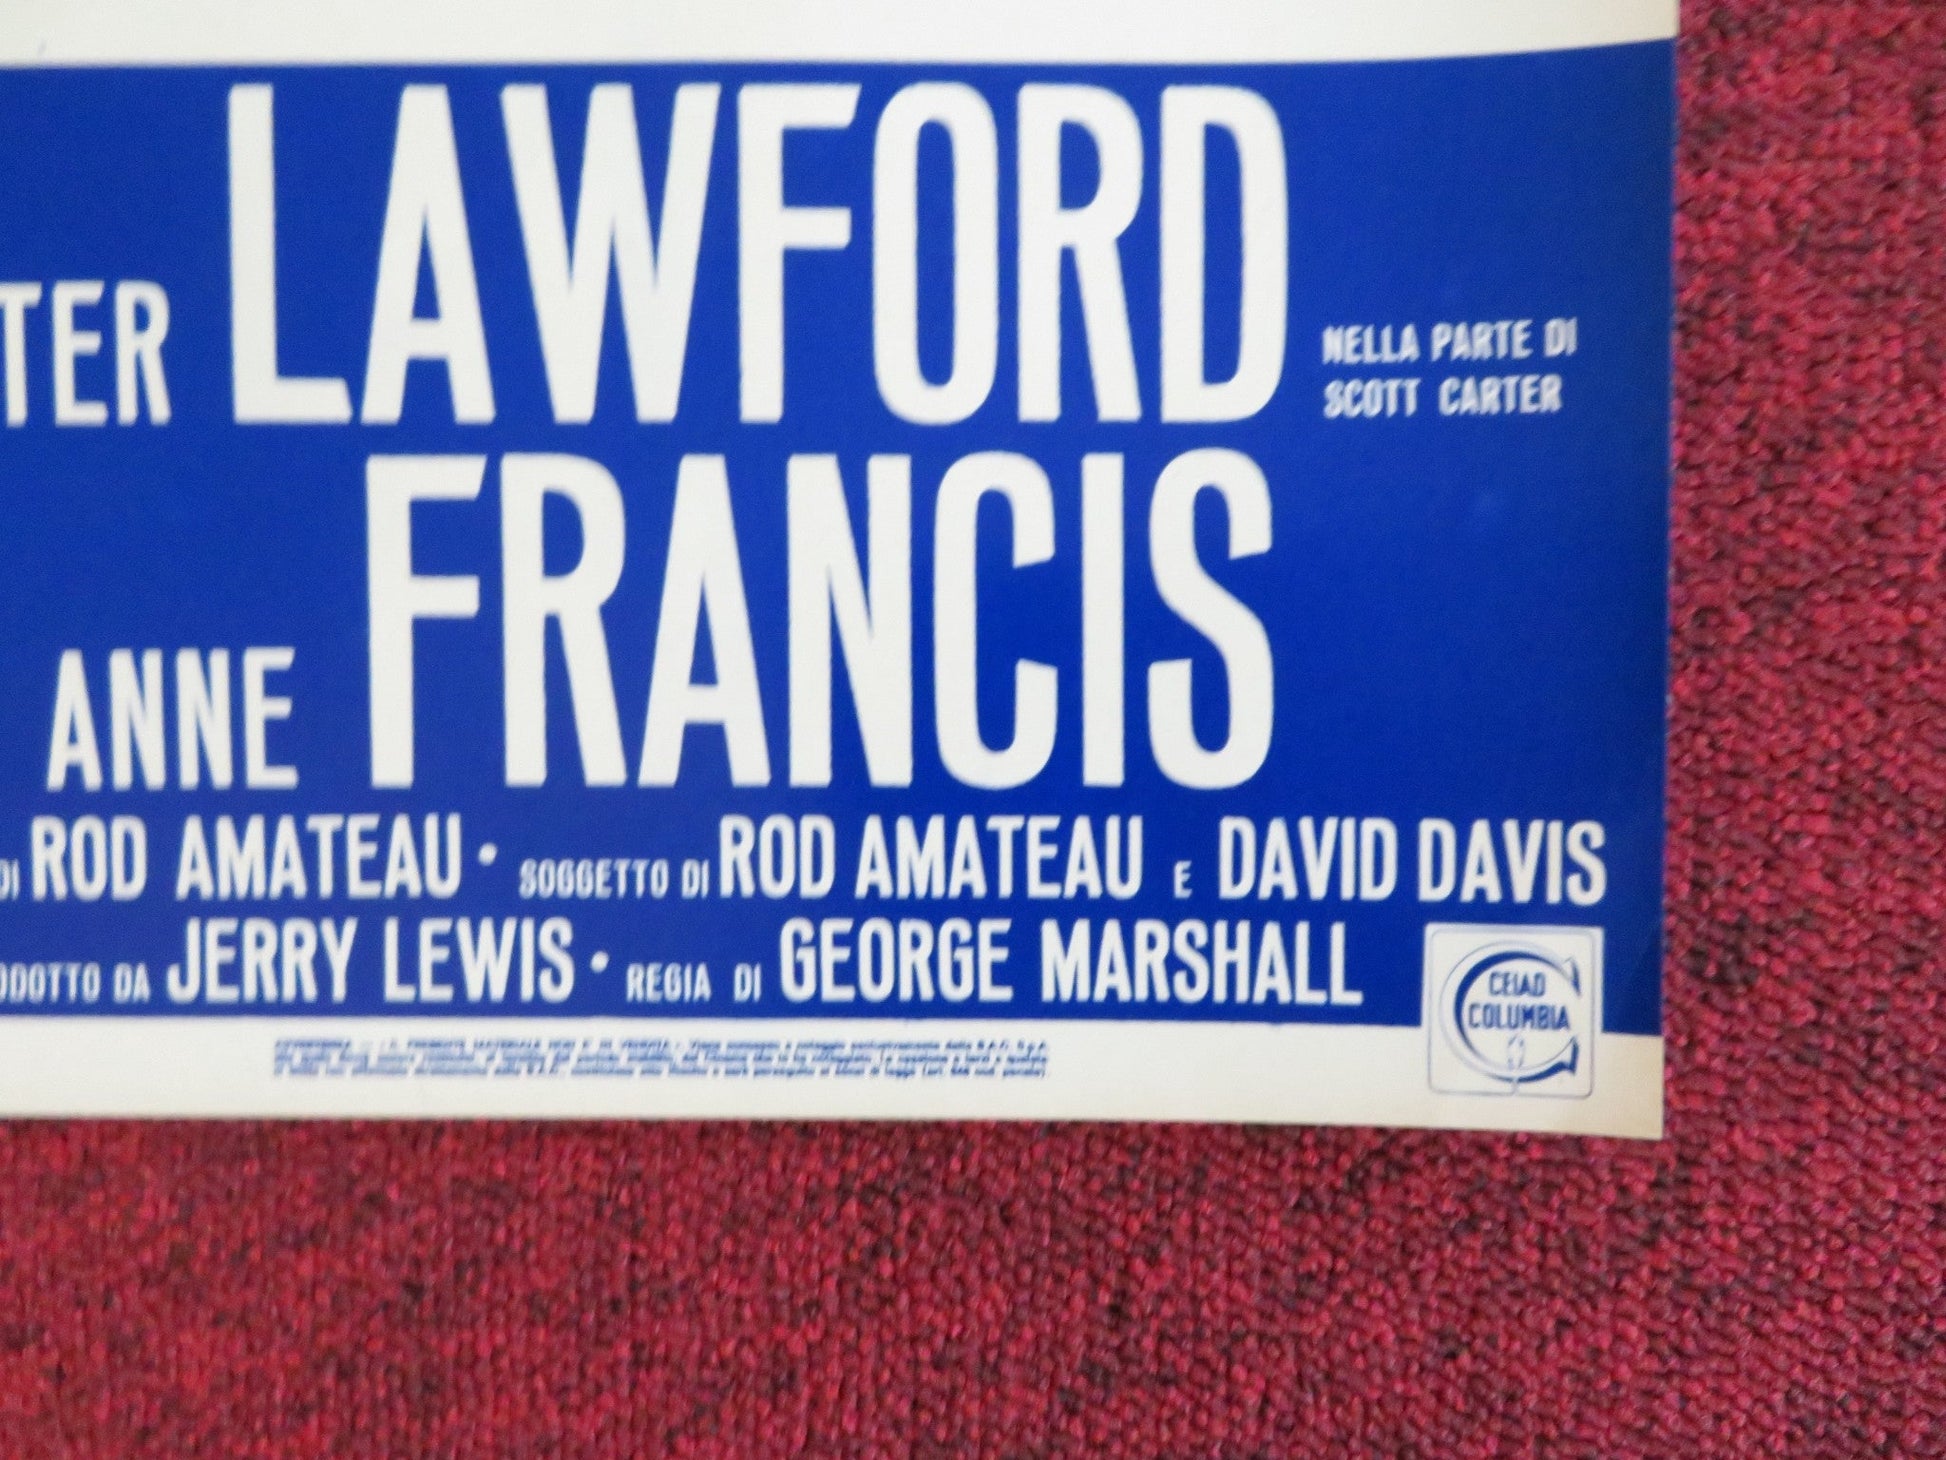 TER LAWFORD NELLA PARTE DI
SCOTT CARTER
ANNE FRANCIS
DI ROD AMATEAU • SOGGETTO DI ROD AMATEAU E DAVID DAVIS
ODOTTO DA JERRY LEWIS • REGIA DI GEORGE MARSHALL
CEIAD
COLUMBIA